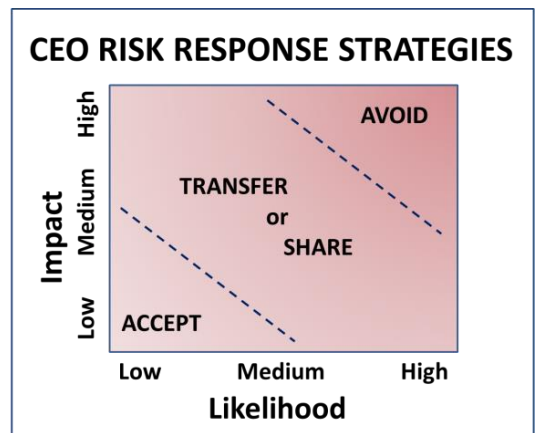 CEO RISK RESPONSE STRATEGIES
High
AVOID
Impact
Medium
TRANSFER
or
SHARE
Low
ACCEPT
Low Medium High
Likelihood